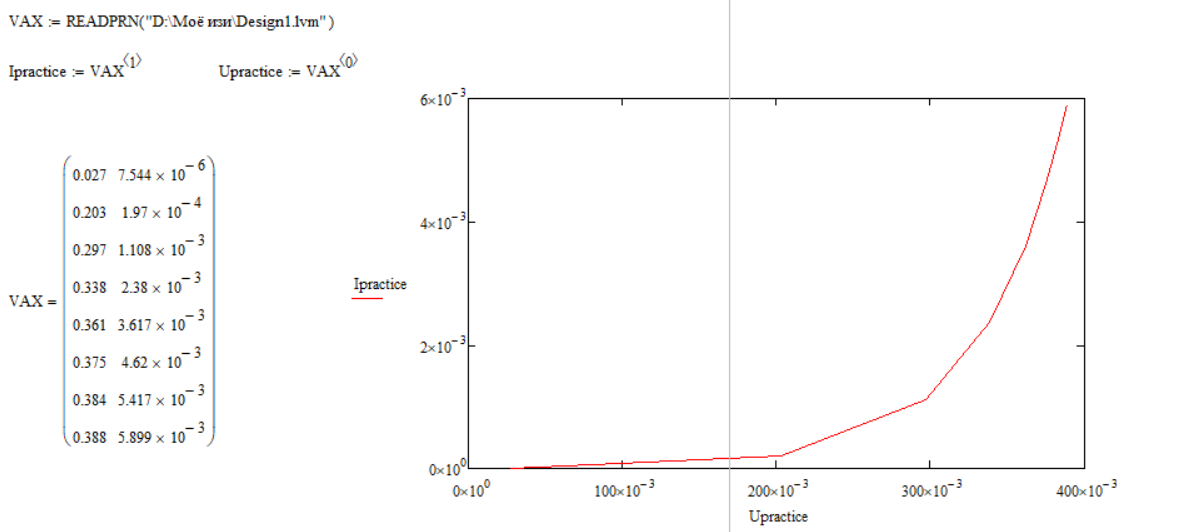 VAX := READPRN("D:\Моё изи\Design1.lvm")
Ipractice := VAX⟨1⟩ Upractice := VAX⟨0⟩
VAX =
0.027 7.544 × 10⁻⁶
0.203 1.97 × 10⁻⁴
0.297 1.108 × 10⁻³
0.338 2.38 × 10⁻³
0.361 3.617 × 10⁻³
0.375 4.62 × 10⁻³
0.384 5.417 × 10⁻³
0.388 5.899 × 10⁻³
Ipractice
6×10⁻³
4×10⁻³
2×10⁻³
0×10⁰
0×10⁰ 100×10⁻³ 200×10⁻³ 300×10⁻³ 400×10⁻³
Upractice